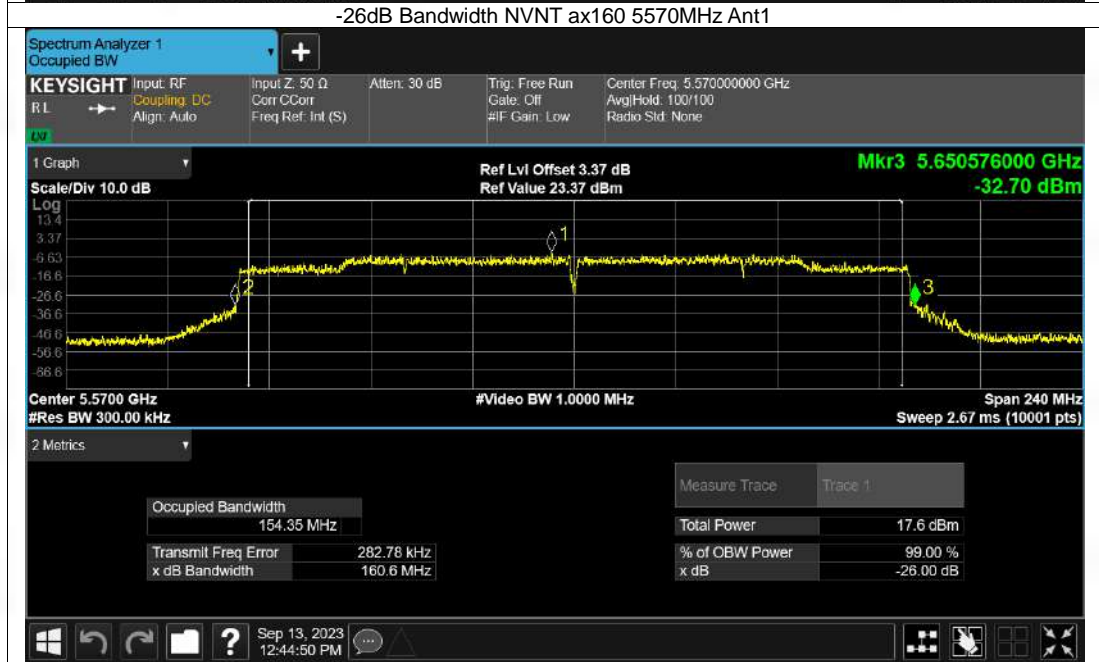 -26dB Bandwidth NVNT ax160 5570MHz Ant1
Spectrum Analyzer 1
Occupied BW
+
KEYSIGHT
R L
LXI
Input: RF
Coupling: DC
Align: Auto
Input Z: 50 Ω
Corr CCorr
Freq Ref: Int (S)
Atten: 30 dB
Trig: Free Run
Gate: Off
#IF Gain: Low
Center Freq: 5.570000000 GHz
Avg|Hold: 100/100
Radio Std: None
1 Graph
Scale/Div 10.0 dB
Ref Lvl Offset 3.37 dB
Ref Value 23.37 dBm
Mkr3 5.650576000 GHz
-32.70 dBm
Log
13.4
3.37
-6.63
-16.6
-26.6
-36.6
-46.6
-56.6
-66.6
1
2
3
Center 5.5700 GHz
#Res BW 300.00 kHz
#Video BW 1.0000 MHz
Span 240 MHz
Sweep 2.67 ms (10001 pts)
2 Metrics
Measure Trace Trace 1
Occupied Bandwidth
154.35 MHz
Total Power 17.6 dBm
Transmit Freq Error 282.78 kHz
% of OBW Power 99.00 %
x dB Bandwidth 160.6 MHz
x dB -26.00 dB
?
Sep 13, 2023
12:44:50 PM